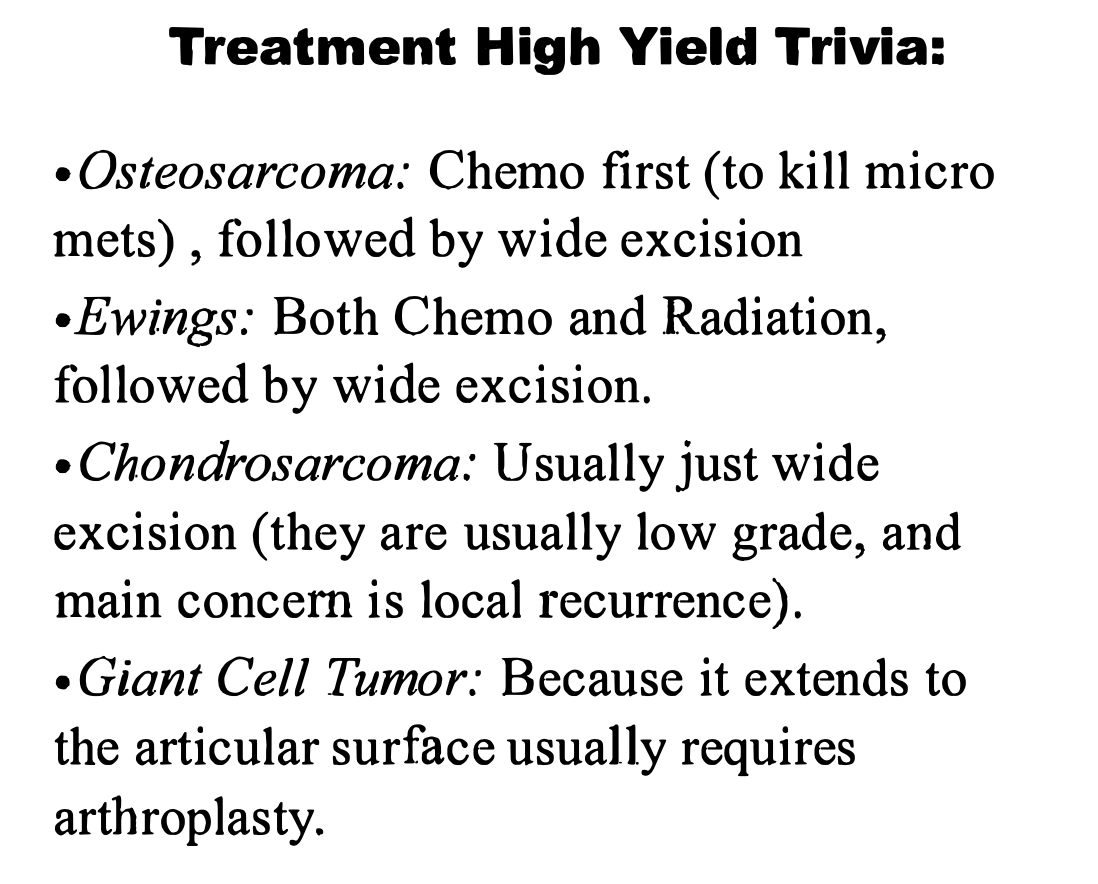 Treatment High Yield Trivia:
•Osteosarcoma: Chemo first (to kill micro
mets) , followed by wide excision
•Ewings: Both Chemo and Radiation,
followed by wide excision.
•Chondrosarcoma: Usually just wide
excision (they are usually low grade, and
main concern is local recurrence).
•Giant Cell Tumor: Because it extends to
the articular surface usually requires
arthroplasty.